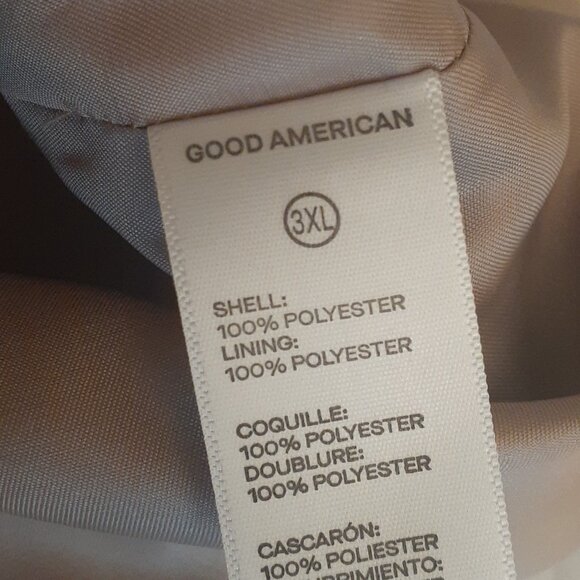 GOOD AMERICAN
3XL
SHELL:
100% POLYESTER
LINING:
100% POLYESTER
COQUILLE:
100% POLYESTER
DOUBLURE:
100% POLYESTER
CASCARÓN:
100% POLIESTER